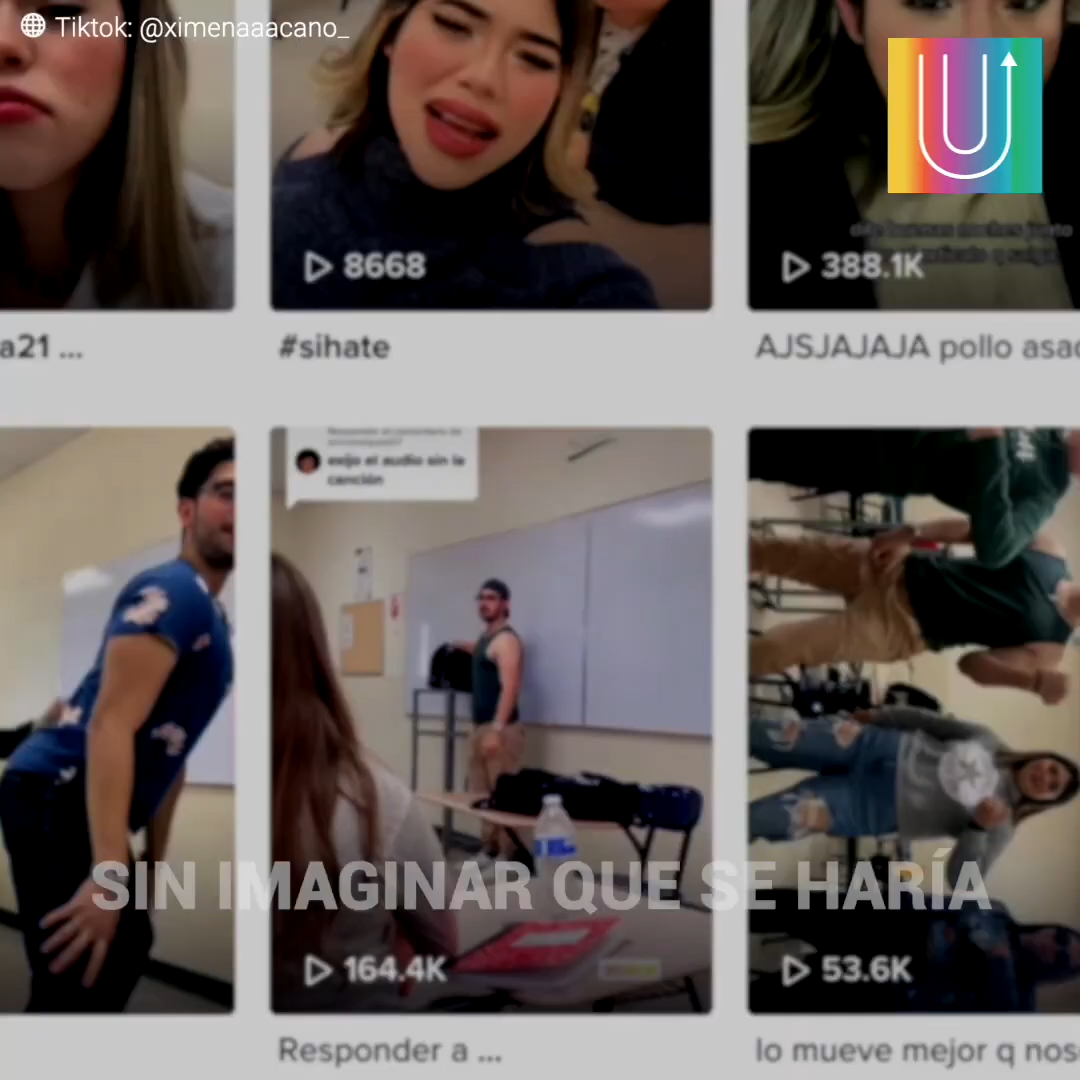 Tiktok: @ximenaaacano_
U
8668
388.1K
a21 ...
#sihate
AJSJAJAJA pollo asad
exijo el audio sin la
canción
SIN IMAGINAR QUE SE HARÍA
164.4K
53.6K
Responder a ...
lo mueve mejor q nos